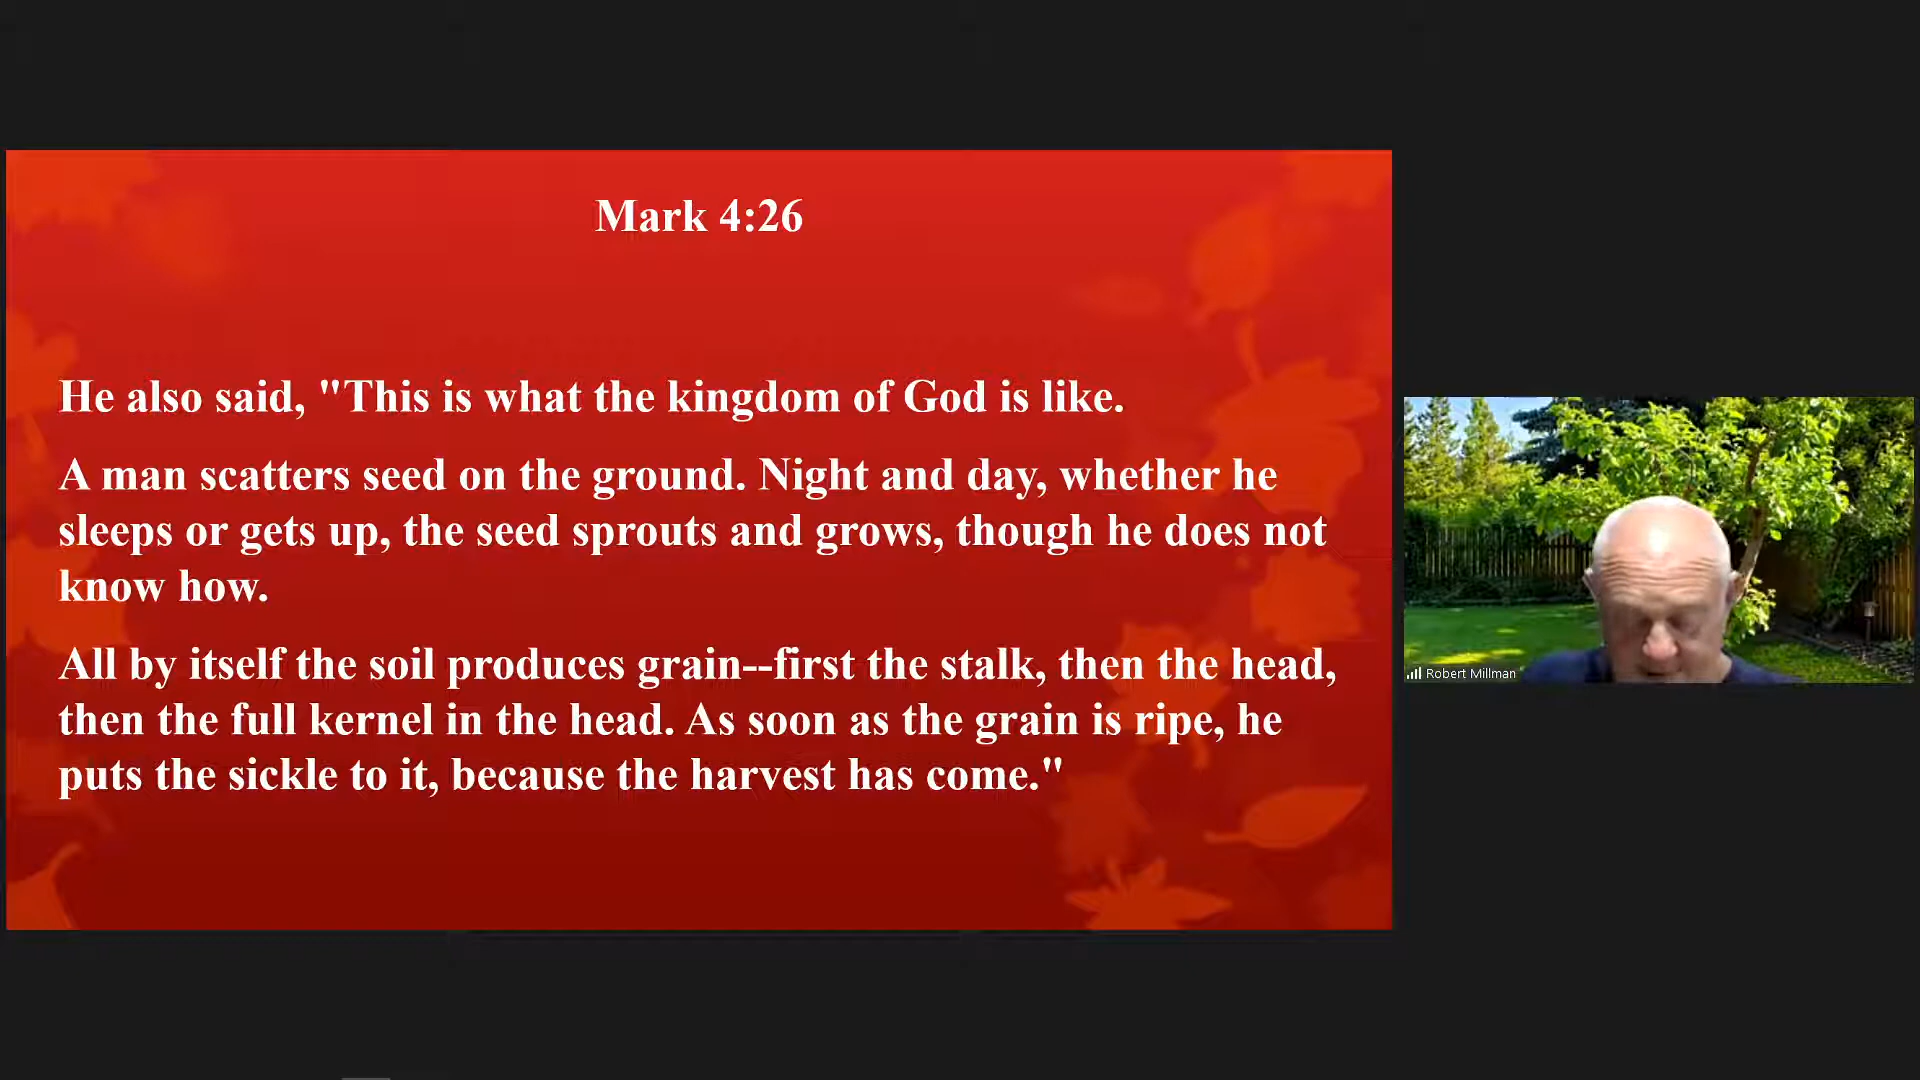 Mark 4:26
He also said, "This is what the kingdom of God is like.
A man scatters seed on the ground. Night and day, whether he
sleeps or gets up, the seed sprouts and grows, though he does not
know how.
All by itself the soil produces grain--first the stalk, then the head,
then the full kernel in the head. As soon as the grain is ripe, he
puts the sickle to it, because the harvest has come."
Robert Millman